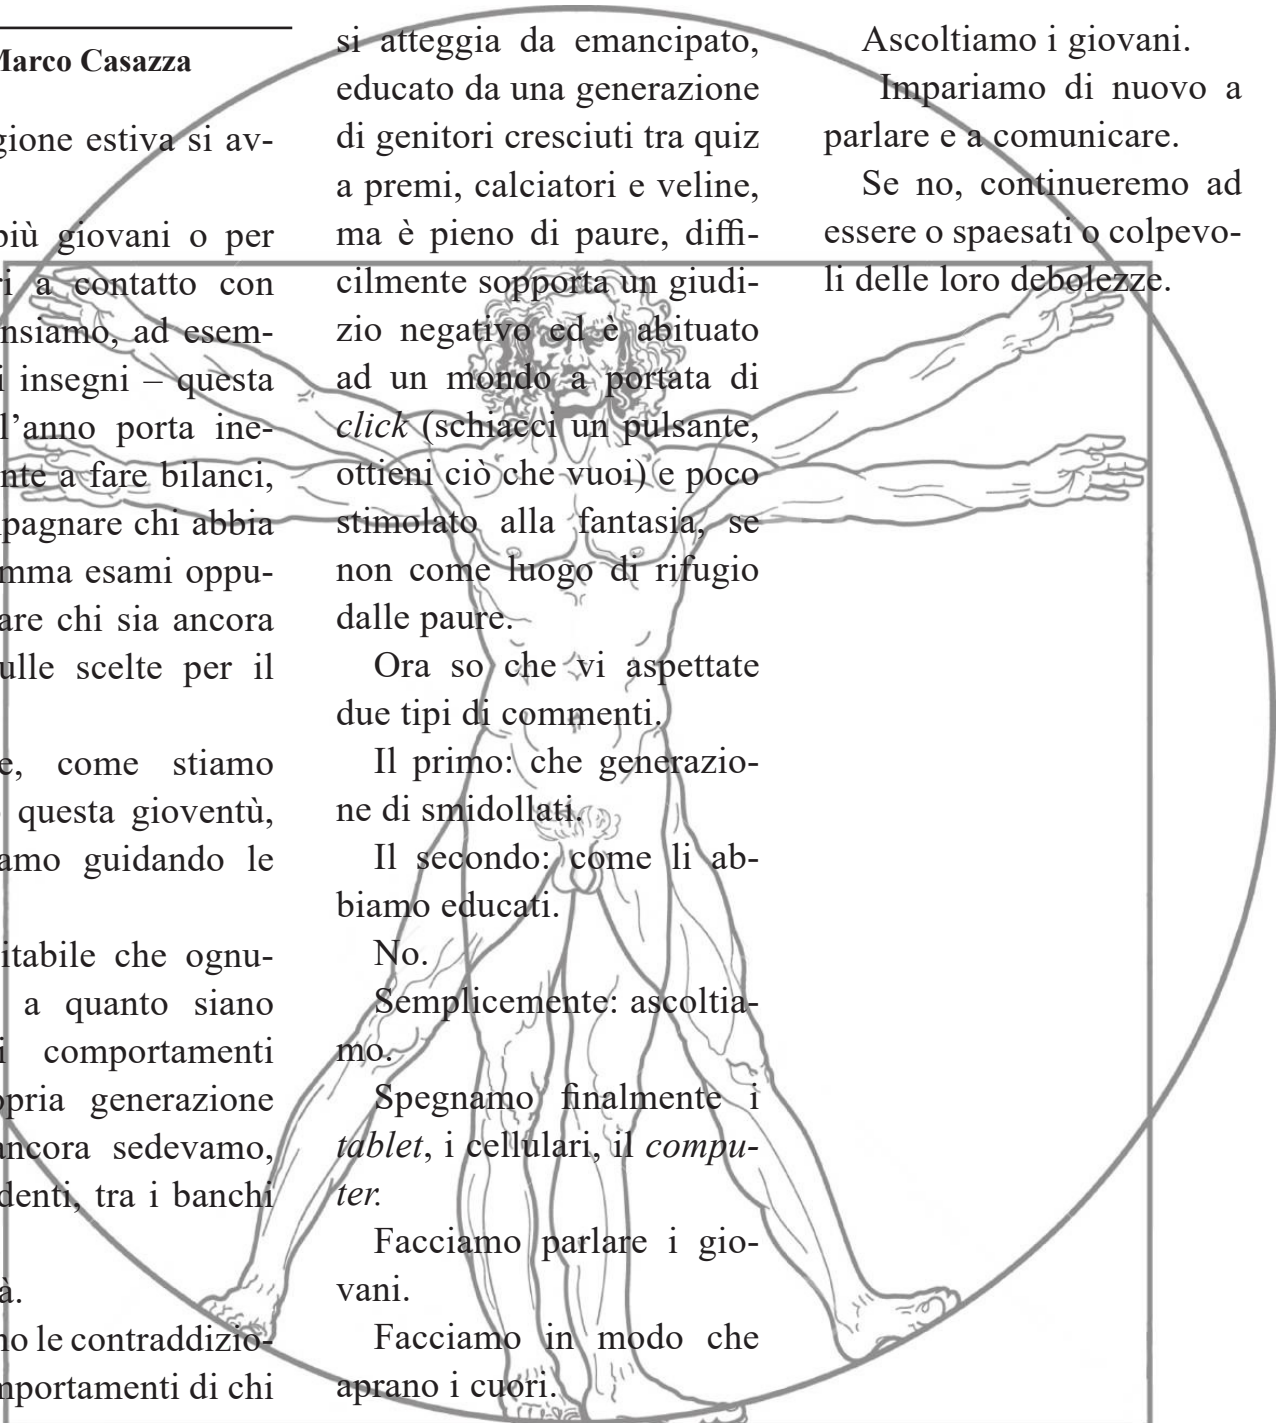 Marco Casazza
gione estiva si av-
più giovani o per
ri a contatto con
nsiamo, ad esem-
i insegni – questa
l’anno porta ine-
nte a fare bilanci,
pagnare chi abbia
mma esami oppu-
are chi sia ancora
ulle scelte per il
e, come stiamo
questa gioventù,
amo guidando le
itabile che ognu-
a quanto siano
i comportamenti
opria generazione
ancora sedevamo,
denti, tra i banchi
à.
no le contraddizio-
mportamenti di chi
si atteggia da emancipato,
educato da una generazione
di genitori cresciuti tra quiz
a premi, calciatori e veline,
ma è pieno di paure, diffi-
cilmente sopporta un giudi-
zio negativo ed è abituato
ad un mondo a portata di
click (schiacci un pulsante,
ottieni ciò che vuoi) e poco
stimolato alla fantasia, se
non come luogo di rifugio
dalle paure.
Ora so che vi aspettate
due tipi di commenti.
Il primo: che generazio-
ne di smidollati.
Il secondo: come li ab-
biamo educati.
No.
Semplicemente: ascoltia-
mo.
Spegnamo finalmente i
tablet, i cellulari, il compu-
ter.
Facciamo parlare i gio-
vani.
Facciamo in modo che
aprano i cuori.
Ascoltiamo i giovani.
Impariamo di nuovo a
parlare e a comunicare.
Se no, continueremo ad
essere o spaesati o colpevo-
li delle loro debolezze.